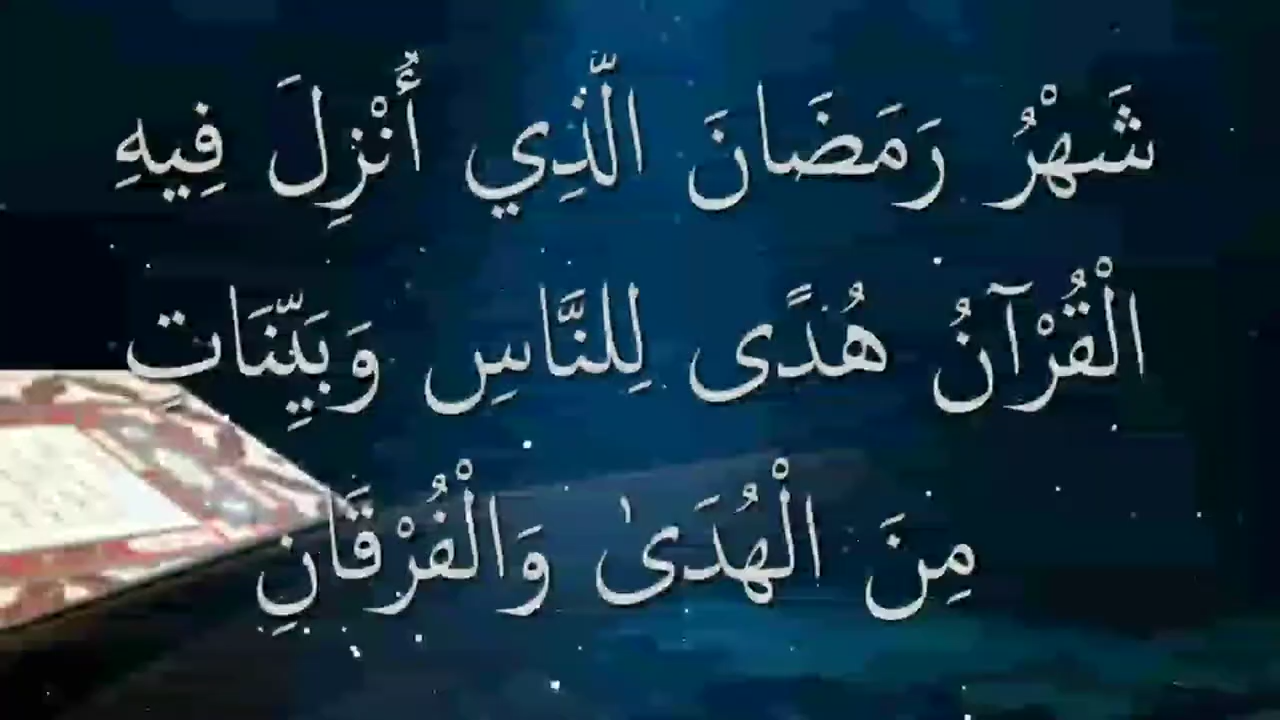 شَهْرُ رَمَضَانَ الَّذِي أُنْزِلَ فِيهِ
الْقُرْآنُ هُدًى لِلنَّاسِ وَبَيِّنَاتٍ
مِنَ الْهُدَىٰ وَالْفُرْقَانِ